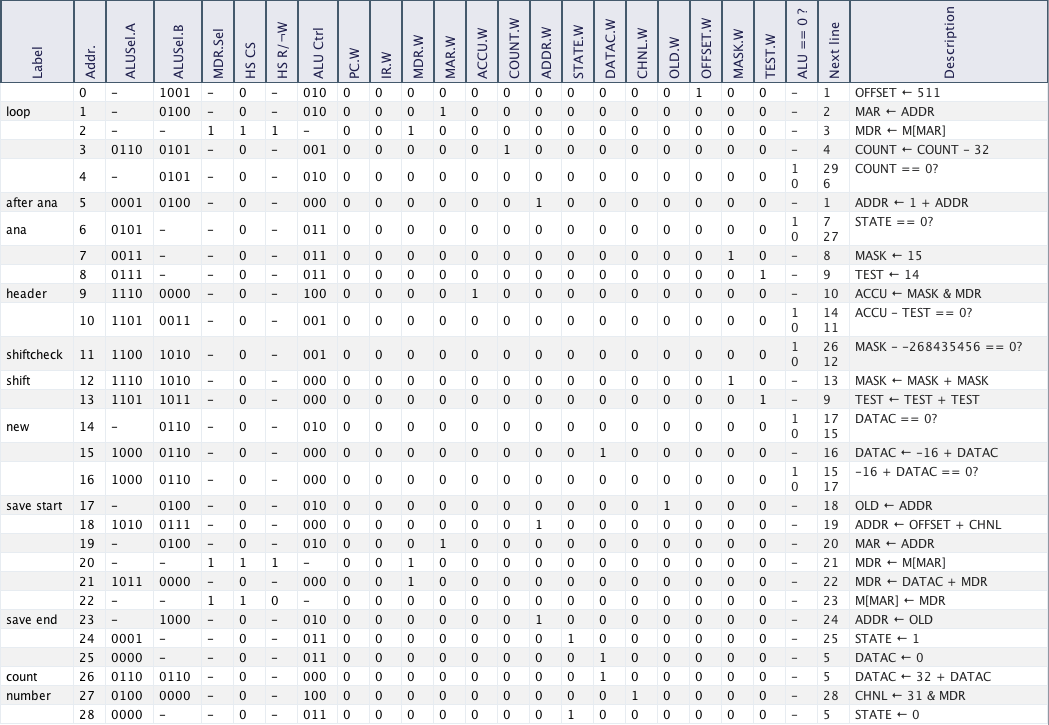 Label Addr. ALUSel.A ALUSel.B MDR.Sel HS CS HS R/¬W ALU Ctrl PC.W IR.W MDR.W MAR.W ACCU.W COUNT.W ADDR.W STATE.W DATAC.W CHNL.W OLD.W OFFSET.W MASK.W TEST.W ALU == 0 ? Next line Description
0 – 1001 – 0 – 010 0 0 0 0 0 0 0 0 0 0 0 1 0 0 – 1 OFFSET ← 511
loop 1 – 0100 – 0 – 010 0 0 0 1 0 0 0 0 0 0 0 0 0 0 – 2 MAR ← ADDR
2 – – 1 1 1 – 0 0 1 0 0 0 0 0 0 0 0 0 0 0 – 3 MDR ← M[MAR]
3 0110 0101 – 0 – 001 0 0 0 0 0 1 0 0 0 0 0 0 0 0 – 4 COUNT ← COUNT – 32
4 – 0101 – 0 – 010 0 0 0 0 0 0 0 0 0 0 0 0 0 0 1 29 COUNT == 0?
0 6
after ana 5 0001 0100 – 0 – 000 0 0 0 0 0 0 1 0 0 0 0 0 0 0 – 1 ADDR ← 1 + ADDR
ana 6 0101 – – 0 – 011 0 0 0 0 0 0 0 0 0 0 0 0 0 0 1 7 STATE == 0?
0 27
7 0011 – – 0 – 011 0 0 0 0 0 0 0 0 0 0 0 0 1 0 – 8 MASK ← 15
8 0111 – – 0 – 011 0 0 0 0 0 0 0 0 0 0 0 0 0 1 – 9 TEST ← 14
header 9 1110 0000 – 0 – 100 0 0 0 0 1 0 0 0 0 0 0 0 0 0 – 10 ACCU ← MASK & MDR
10 1101 0011 – 0 – 001 0 0 0 0 0 0 0 0 0 0 0 0 0 0 1 14 ACCU – TEST == 0?
0 11
shiftcheck 11 1100 1010 – 0 – 001 0 0 0 0 0 0 0 0 0 0 0 0 0 0 1 26 MASK – –268435456 == 0?
0 12
shift 12 1110 1010 – 0 – 000 0 0 0 0 0 0 0 0 0 0 0 0 1 0 – 13 MASK ← MASK + MASK
13 1101 1011 – 0 – 000 0 0 0 0 0 0 0 0 0 0 0 0 0 1 – 9 TEST ← TEST + TEST
new 14 – 0110 – 0 – 010 0 0 0 0 0 0 0 0 0 0 0 0 0 0 1 17 DATAC == 0?
0 15
15 1000 0110 – 0 – 000 0 0 0 0 0 0 0 0 1 0 0 0 0 0 – 16 DATAC ← –16 + DATAC
16 1000 0110 – 0 – 000 0 0 0 0 0 0 0 0 0 0 0 0 0 0 1 15 –16 + DATAC == 0?
0 17
save start 17 – 0100 – 0 – 010 0 0 0 0 0 0 0 0 0 0 1 0 0 0 – 18 OLD ← ADDR
18 1010 0111 – 0 – 000 0 0 0 0 0 0 1 0 0 0 0 0 0 0 – 19 ADDR ← OFFSET + CHNL
19 – 0100 – 0 – 010 0 0 0 1 0 0 0 0 0 0 0 0 0 0 – 20 MAR ← ADDR
20 – – 1 1 1 – 0 0 1 0 0 0 0 0 0 0 0 0 0 0 – 21 MDR ← M[MAR]
21 1011 0000 – 0 – 000 0 0 1 0 0 0 0 0 0 0 0 0 0 0 – 22 MDR ← DATAC + MDR
22 – – 1 1 0 – 0 0 0 0 0 0 0 0 0 0 0 0 0 0 – 23 M[MAR] ← MDR
save end 23 – 1000 – 0 – 010 0 0 0 0 0 0 1 0 0 0 0 0 0 0 – 24 ADDR ← OLD
24 0001 – – 0 – 011 0 0 0 0 0 0 0 1 0 0 0 0 0 0 – 25 STATE ← 1
25 0000 – – 0 – 011 0 0 0 0 0 0 0 0 1 0 0 0 0 0 – 5 DATAC ← 0
count 26 0110 0110 – 0 – 000 0 0 0 0 0 0 0 0 1 0 0 0 0 0 – 5 DATAC ← 32 + DATAC
number 27 0100 0000 – 0 – 100 0 0 0 0 0 0 0 0 0 1 0 0 0 0 – 28 CHNL ← 31 & MDR
28 0000 – – 0 – 011 0 0 0 0 0 0 0 1 0 0 0 0 0 0 – 5 STATE ← 0